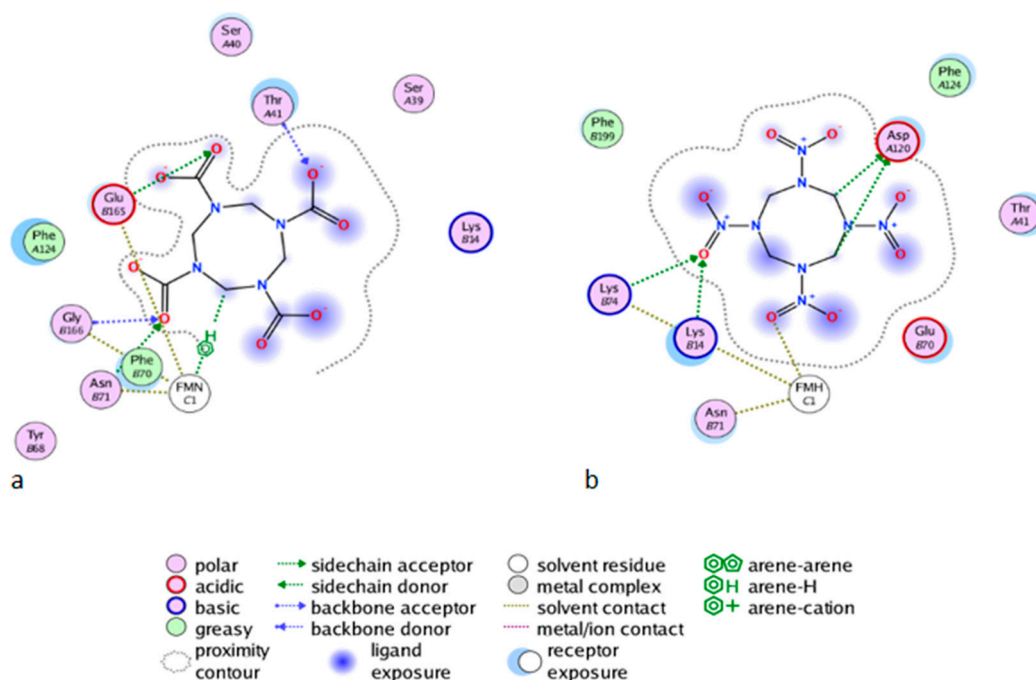 Ser
A40
Thr
A41
Ser
A39
O
O
O
O
N
N
N
N
Glu
B165
Phe
A124
Lys
B14
O
O
O
O
Gly
B166
H
Phe
B70
Asn
B71
FMN
C1
Tyr
B68
a
Phe
A124
Phe
B199
O
O
N
+
-
Asp
A120
Thr
A41
N
N
N
N
O
N
+
O
-
O
N
+
O
-
Lys
B74
N
+
O
O
-
Lys
B14
Glu
B70
FMH
C1
Asn
B71
b
polar
acidic
basic
greasy
proximity
contour
sidechain acceptor
sidechain donor
backbone acceptor
backbone donor
ligand
exposure
solvent residue
metal complex
solvent contact
metal/ion contact
receptor
exposure
arene-arene
H arene-H
+ arene-cation